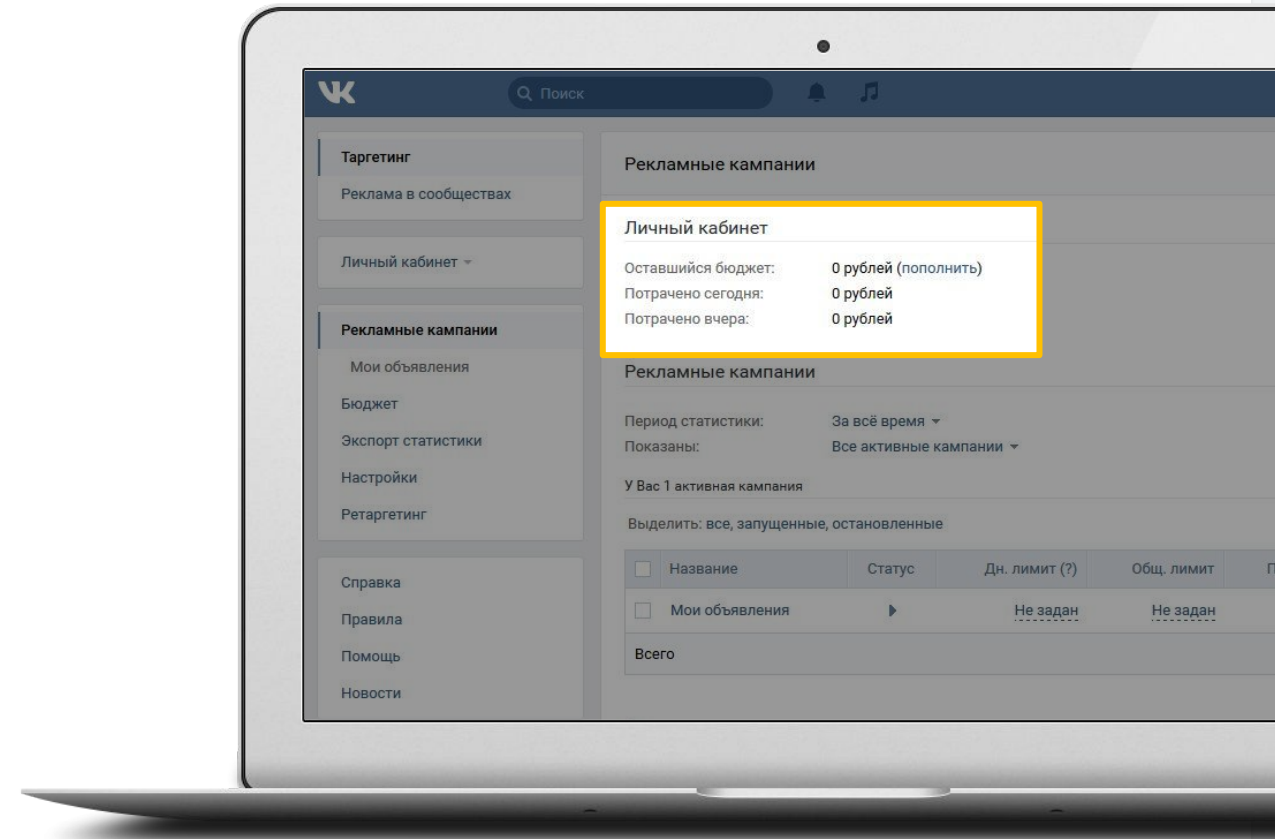 VK
Поиск
Таргетинг
Реклама в сообществах
Личный кабинет
Рекламные кампании
Мои объявления
Бюджет
Экспорт статистики
Настройки
Ретаргетинг
Справка
Правила
Помощь
Новости
Рекламные кампании
Личный кабинет
Оставшийся бюджет: 0 рублей (пополнить)
Потрачено сегодня: 0 рублей
Потрачено вчера: 0 рублей
Рекламные кампании
Период статистики: За всё время
Показаны: Все активные кампании
У Вас 1 активная кампания
Выделить: все, запущенные, остановленные
Название Статус Дн. лимит (?) Общ. лимит
Мои объявления Не задан Не задан
Всего